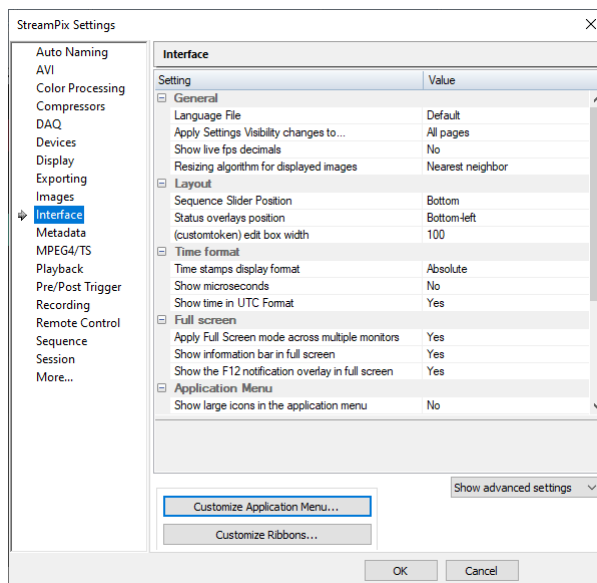 StreamPix Settings
Auto Naming
AVI
Color Processing
Compressors
DAQ
Devices
Display
Exporting
Images
Interface
Metadata
MPEG4/TS
Playback
Pre/Post Trigger
Recording
Remote Control
Sequence
Session
More...
Interface
Setting Value
General
Language File Default
Apply Settings Visibility changes to... All pages
Show live fps decimals No
Resizing algorithm for displayed images Nearest neighbor
Layout
Sequence Slider Position Bottom
Status overlays position Bottom-left
(customtoken) edit box width 100
Time format
Time stamps display format Absolute
Show microseconds No
Show time in UTC Format Yes
Full screen
Apply Full Screen mode across multiple monitors Yes
Show information bar in full screen Yes
Show the F12 notification overlay in full screen Yes
Application Menu
Show large icons in the application menu No
Show advanced settings
Customize Application Menu...
Customize Ribbons...
OK Cancel